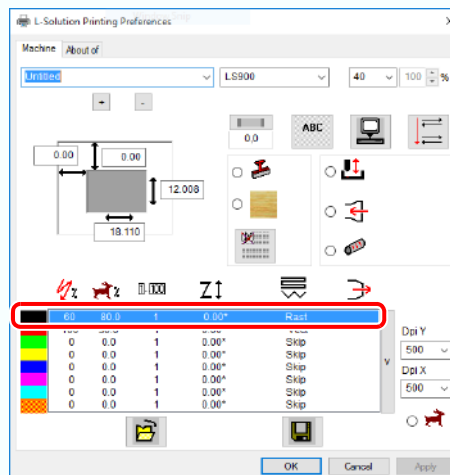 L-Solution Printing Preferences
Machine About of
Untitled LS900 40 100 %
+ -
0,0 ABC
0.00 0.00
12.008
18.110
% % Z
60 80.0 1 0.00" Rast
0 0.0 1 0.00" Skip
0 0.0 1 0.00" Skip
0 0.0 1 0.00" Skip
0 0.0 1 0.00" Skip
0 0.0 1 0.00" Skip
0 0.0 1 0.00" Skip
v
Dpi Y
500
Dpi X
500
OK Cancel Apply